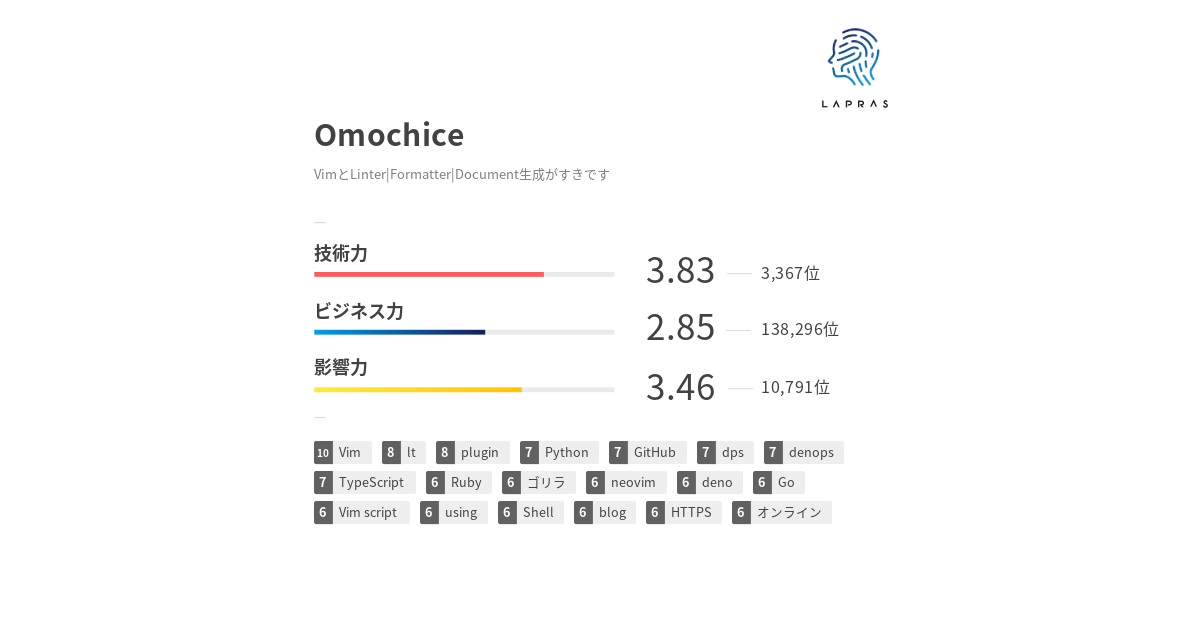 LAPRAS
Omochice
VimとLinter|Formatter|Document生成がすきです
技術力
3.83 3,367位
ビジネス力
2.85 138,296位
影響力
3.46 10,791位
10 Vim 8 lt 8 plugin 7 Python 7 GitHub 7 dps 7 denops
7 TypeScript 6 Ruby 6 ゴリラ 6 neovim 6 deno 6 Go
6 Vim script 6 using 6 Shell 6 blog 6 HTTPS 6 オンライン